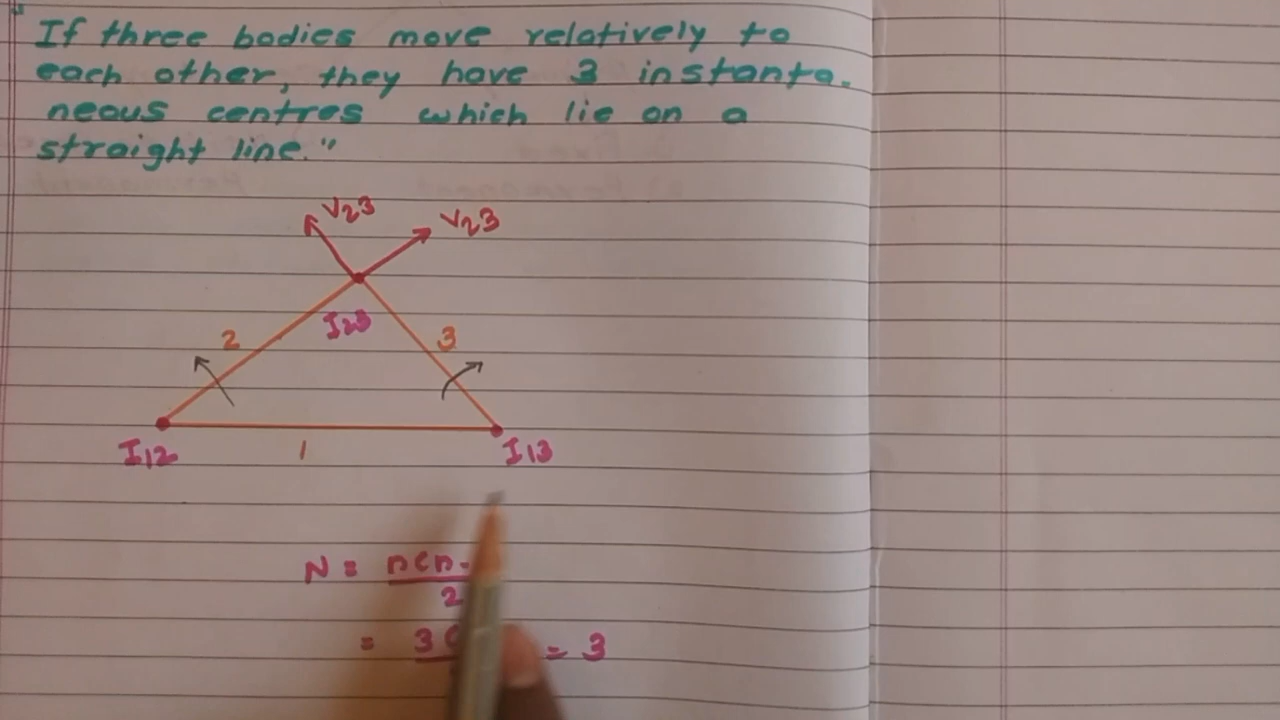 " If three bodies move relatively to
each other, they have 3 instanta-
neous centres which lie on a
straight line."
V23
V23
I23
2
3
I12
1
I13
N = n(n-
2
= 3(
= 3